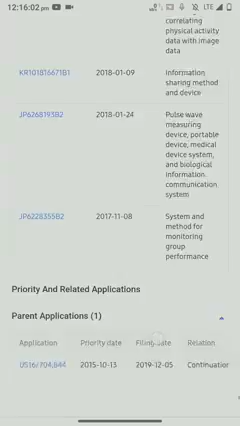 12:16:02 pm
LTE
correlating
physical activity
data with image
data
KR101816671B1
2018-01-09
Information
sharing method
and device
JP6268193B2
2018-01-24
Pulse wave
measuring
device, portable
device, medical
device system,
and biological
information
communication
system
JP6228355B2
2017-11-08
System and
method for
monitoring
group
performance
Priority And Related Applications
Parent Applications (1)
Application
Priority date
Filing date
Relation
US16/704,844
2015-10-13
2019-12-05
Continuation